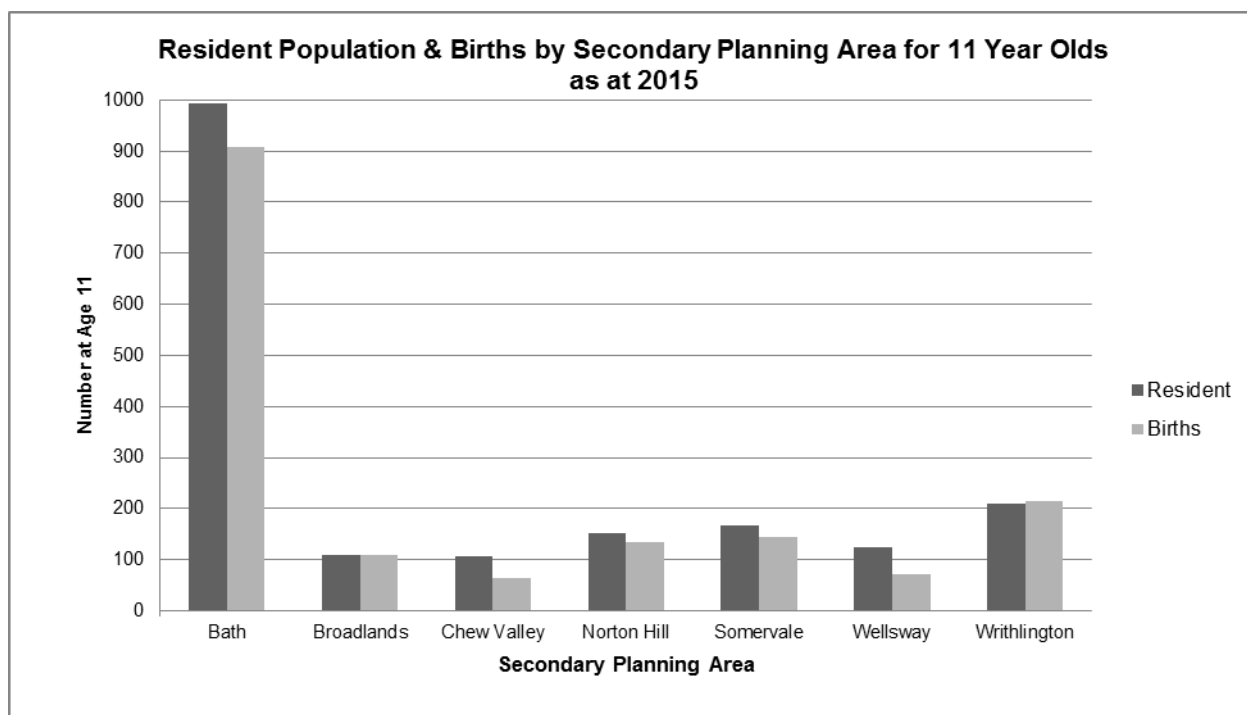 Resident Population & Births by Secondary Planning Area for 11 Year Olds
as at 2015
1000
900
800
700
600
500
400
300
200
100
0
Number at Age 11
Bath
Broadlands
Chew Valley
Norton Hill
Somervale
Wellsway
Writhlington
Secondary Planning Area
Resident
Births